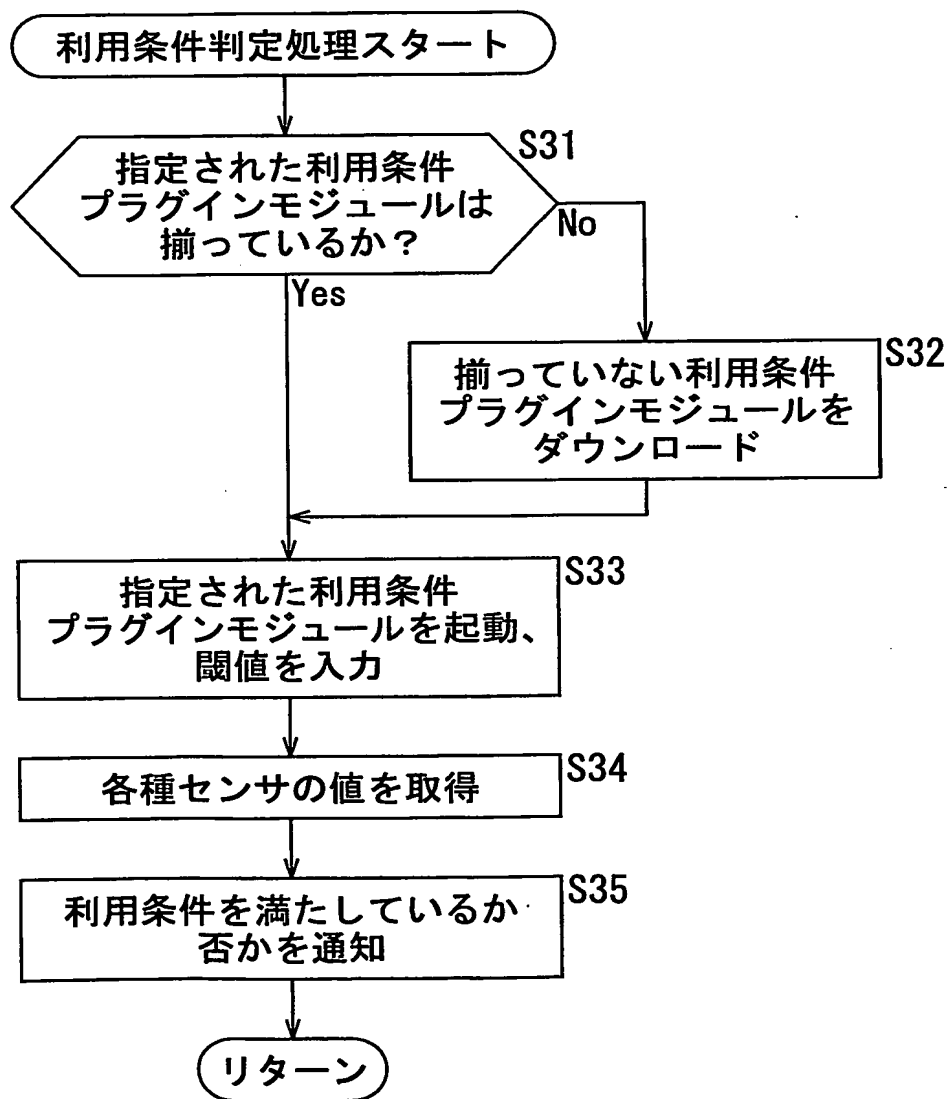 利用条件判定処理スタート
S31
指定された利用条件
プラグインモジュールは
揃っているか？
No
Yes
S32
揃っていない利用条件
プラグインモジュールを
ダウンロード
S33
指定された利用条件
プラグインモジュールを起動、
閾値を入力
S34
各種センサの値を取得
S35
利用条件を満たしているか
否かを通知
リターン